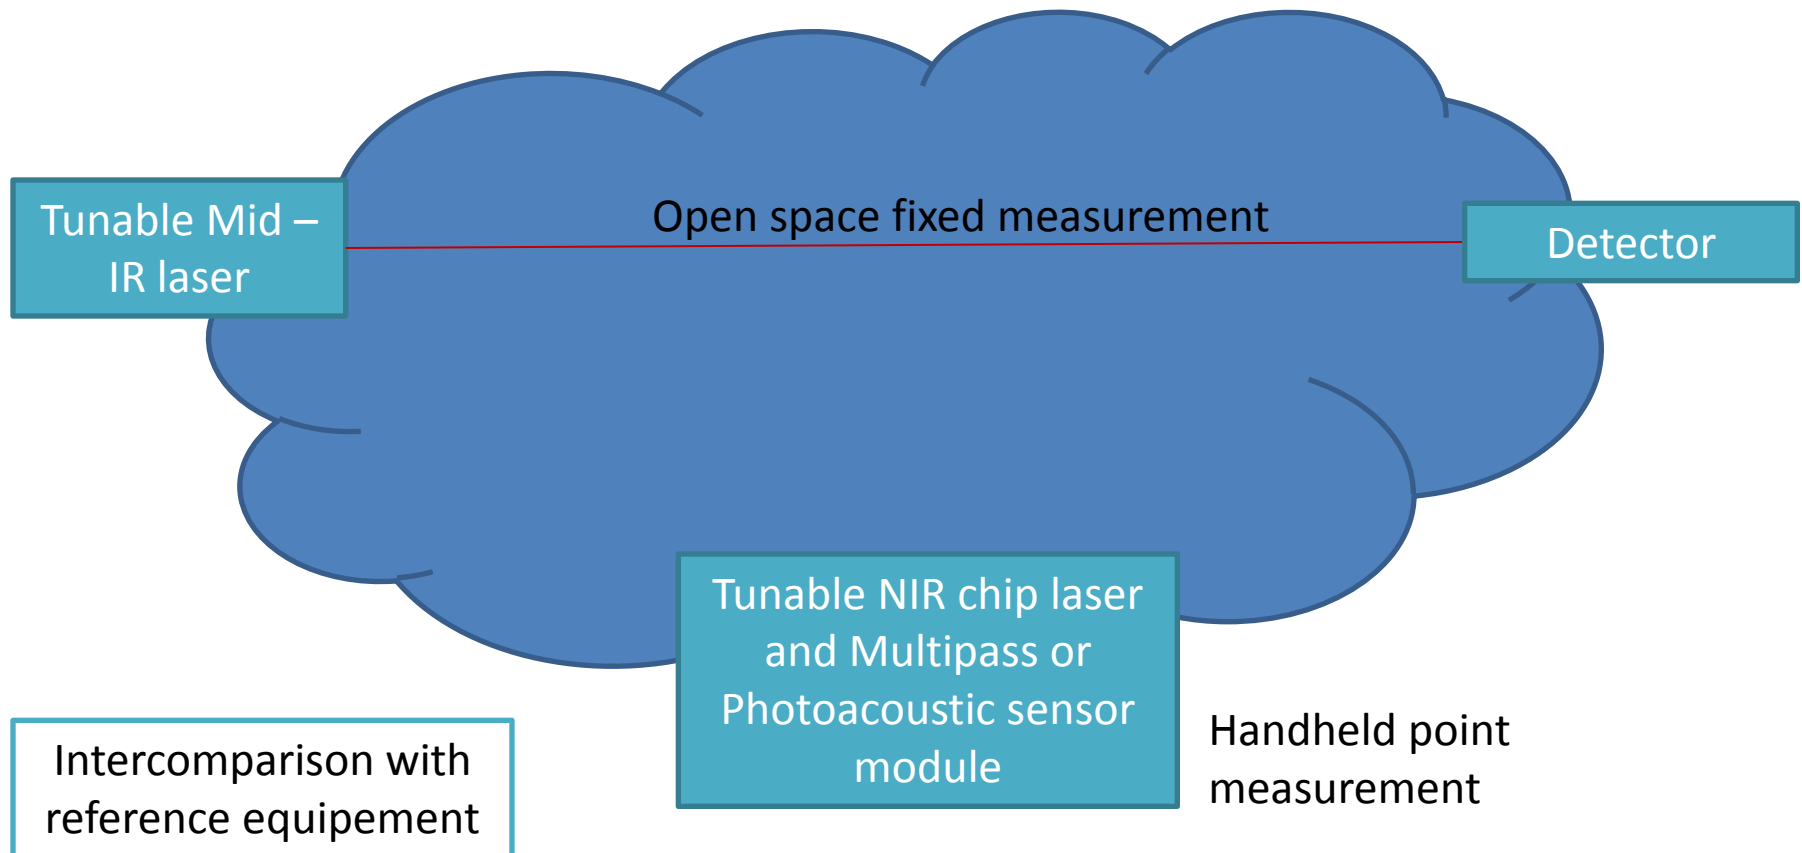 Tunable Mid –
IR laser
Open space fixed measurement
Detector
Tunable NIR chip laser
and Multipass or
Photoacoustic sensor
module
Handheld point
measurement
Intercomparison with
reference equipement